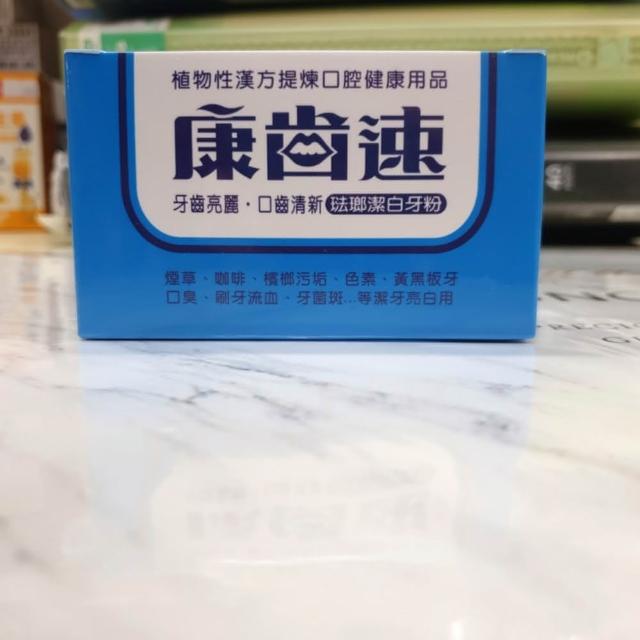 植物性漢方提煉口腔健康用品
康齒速
牙齒亮麗・口齒清新 琺瑯潔白牙粉
煙草、咖啡、檳榔污垢、色素、黃黑板牙
口臭、刷牙流血、牙菌斑...等潔牙亮白用